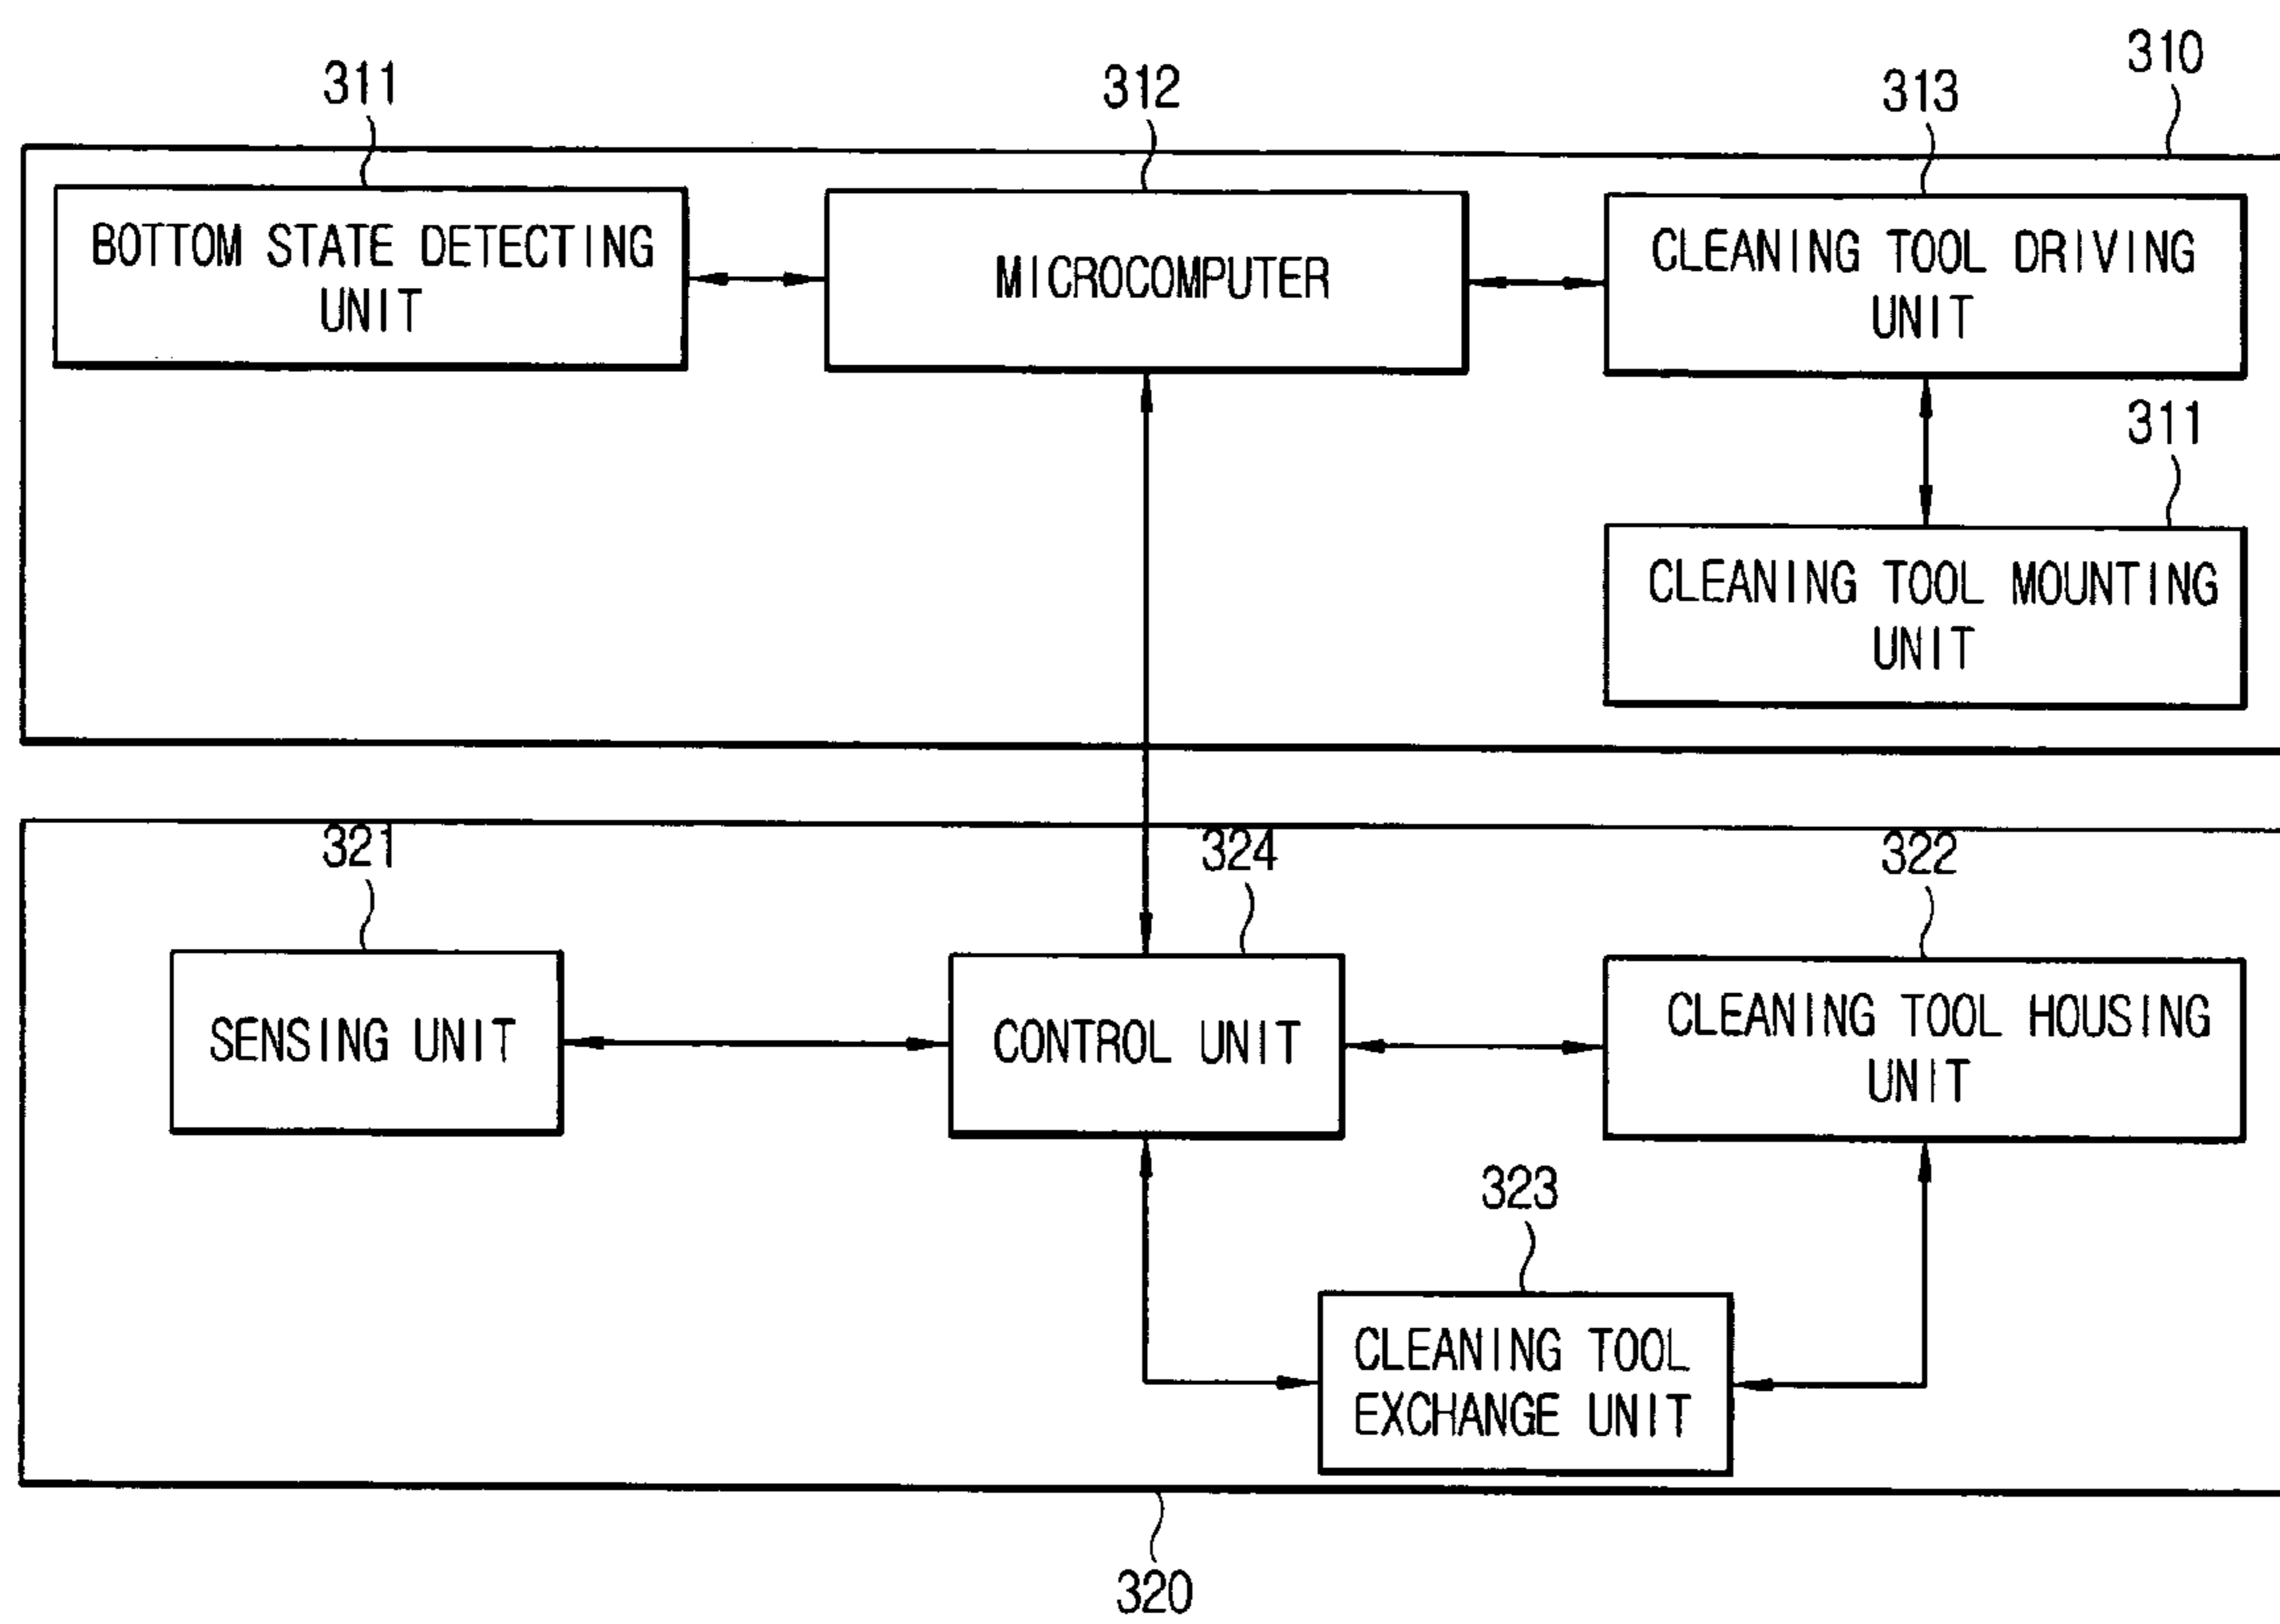 310
311
312
313
BOTTOM STATE DETECTING
UNIT
MICROCOMPUTER
CLEANING TOOL DRIVING
UNIT
311
CLEANING TOOL MOUNTING
UNIT
321
324
322
SENSING UNIT
CONTROL UNIT
CLEANING TOOL HOUSING
UNIT
323
CLEANING TOOL
EXCHANGE UNIT
320